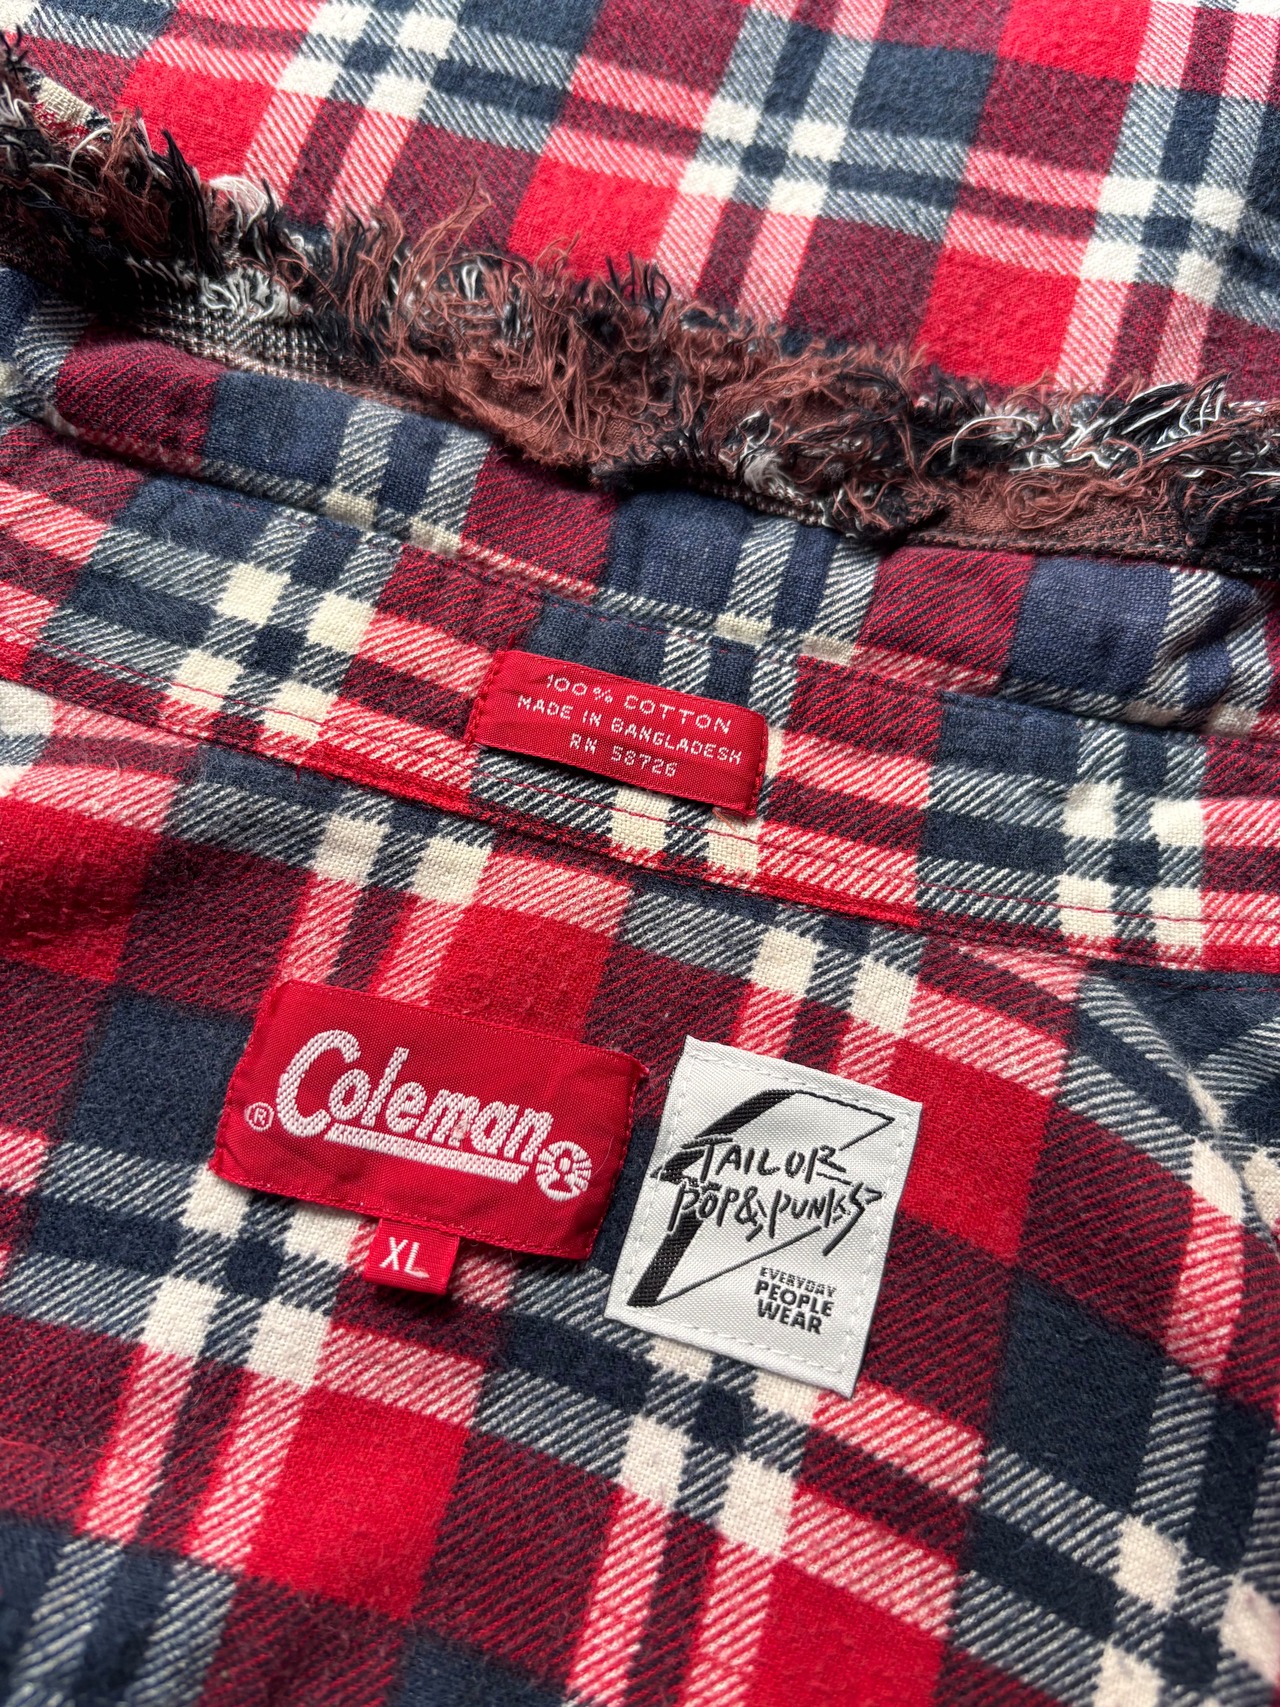 100% COTTON
MADE IN BANGLADESH
RN 58726
® Coleman
XL
TAILOR
POP& PUNKS
EVERYDAY
PEOPLE
WEAR